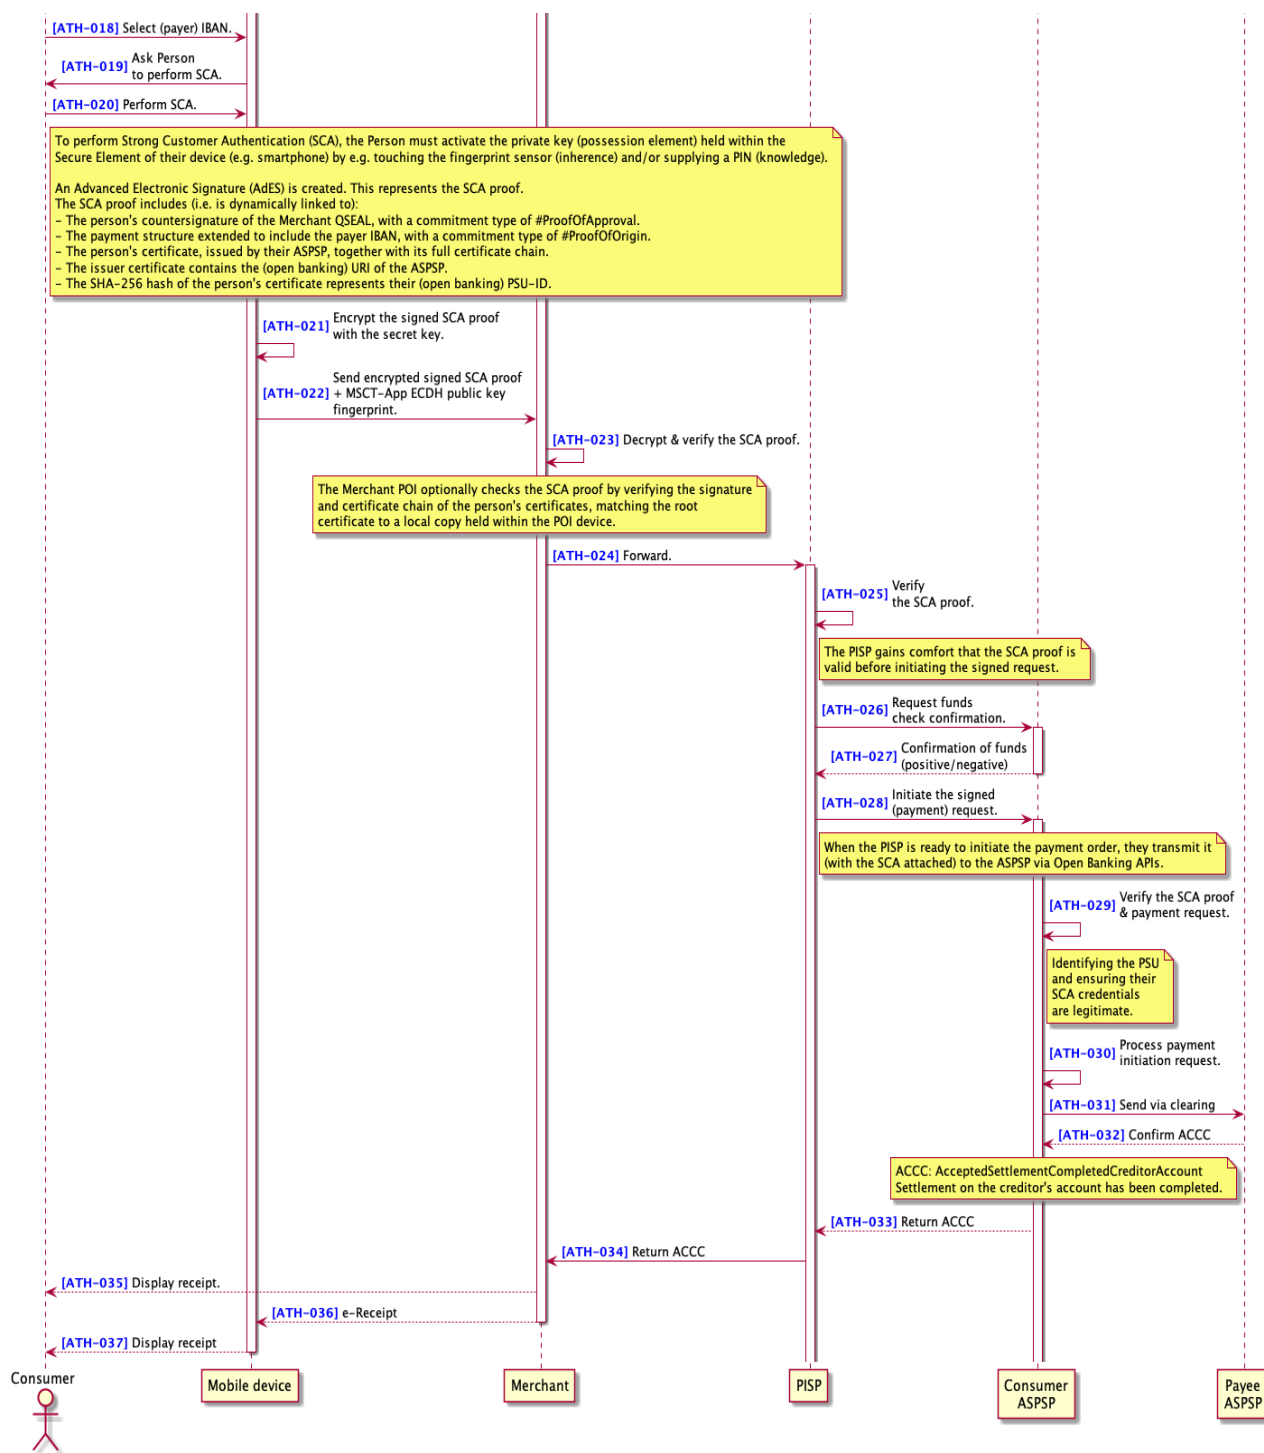 [ATH-018] Select (payer) IBAN.
[ATH-019] Ask Person
to perform SCA.
[ATH-020] Perform SCA.
To perform Strong Customer Authentication (SCA), the Person must activate the private key (possession element) held within the
Secure Element of their device (e.g. smartphone) by e.g. touching the fingerprint sensor (inherence) and/or supplying a PIN (knowledge).
An Advanced Electronic Signature (AdES) is created. This represents the SCA proof.
The SCA proof includes (i.e. is dynamically linked to):
- The person's countersignature of the Merchant QSEAL, with a commitment type of #ProofOfApproval.
- The payment structure extended to include the payer IBAN, with a commitment type of #ProofOfOrigin.
- The person's certificate, issued by their ASPSP, together with its full certificate chain.
- The issuer certificate contains the (open banking) URI of the ASPSP.
- The SHA-256 hash of the person's certificate represents their (open banking) PSU-ID.
[ATH-021] Encrypt the signed SCA proof
with the secret key.
Send encrypted signed SCA proof
[ATH-022] + MSCT-App ECDH public key
fingerprint.
[ATH-023] Decrypt & verify the SCA proof.
The Merchant POI optionally checks the SCA proof by verifying the signature
and certificate chain of the person's certificates, matching the root
certificate to a local copy held within the POI device.
[ATH-024] Forward.
[ATH-025] Verify
the SCA proof.
The PISP gains comfort that the SCA proof is
valid before initiating the signed request.
[ATH-026] Request funds
check confirmation.
[ATH-027] Confirmation of funds
(positive/negative)
[ATH-028] Initiate the signed
(payment) request.
When the PISP is ready to initiate the payment order, they transmit it
(with the SCA attached) to the ASPSP via Open Banking APIs.
[ATH-029] Verify the SCA proof
& payment request.
Identifying the PSU
and ensuring their
SCA credentials
are legitimate.
[ATH-030] Process payment
initiation request.
[ATH-031] Send via clearing
[ATH-032] Confirm ACCC
ACCC: AcceptedSettlementCompletedCreditorAccount
Settlement on the creditor's account has been completed.
[ATH-033] Return ACCC
[ATH-034] Return ACCC
[ATH-035] Display receipt.
[ATH-036] e-Receipt
[ATH-037] Display receipt
Consumer
Mobile device
Merchant
PISP
Consumer
ASPSP
Payee
ASPSP